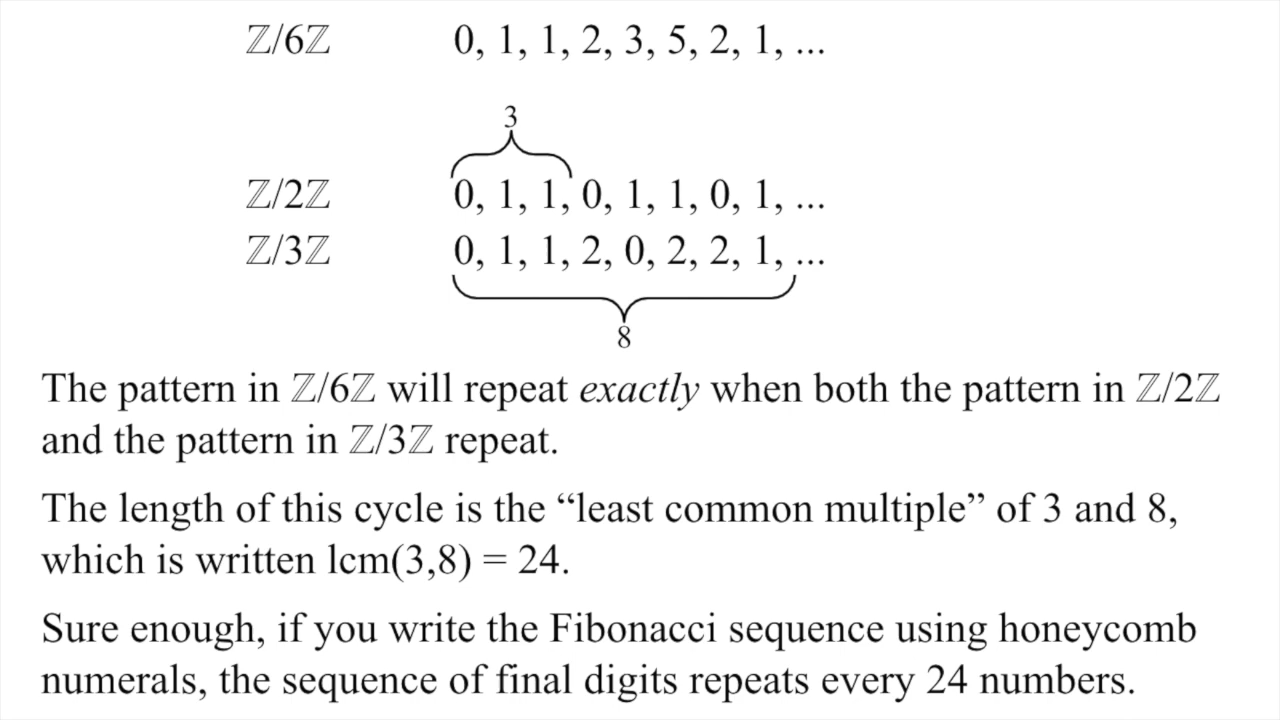 ℤ/6ℤ 0, 1, 1, 2, 3, 5, 2, 1, ...
3
ℤ/2ℤ 0, 1, 1, 0, 1, 1, 0, 1, ...
ℤ/3ℤ 0, 1, 1, 2, 0, 2, 2, 1, ...
8
The pattern in ℤ/6ℤ will repeat exactly when both the pattern in ℤ/2ℤ
and the pattern in ℤ/3ℤ repeat.
The length of this cycle is the “least common multiple” of 3 and 8,
which is written lcm(3,8) = 24.
Sure enough, if you write the Fibonacci sequence using honeycomb
numerals, the sequence of final digits repeats every 24 numbers.